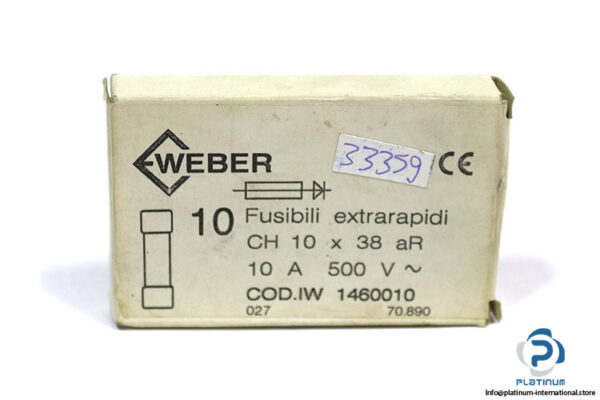 WEBER
33359
CE
10 Fusibili extrarapidi
CH 10 x 38 aR
10 A 500 V ~
COD.IW 1460010
027 70.890
PLATINUM
Info@platinum-international.store